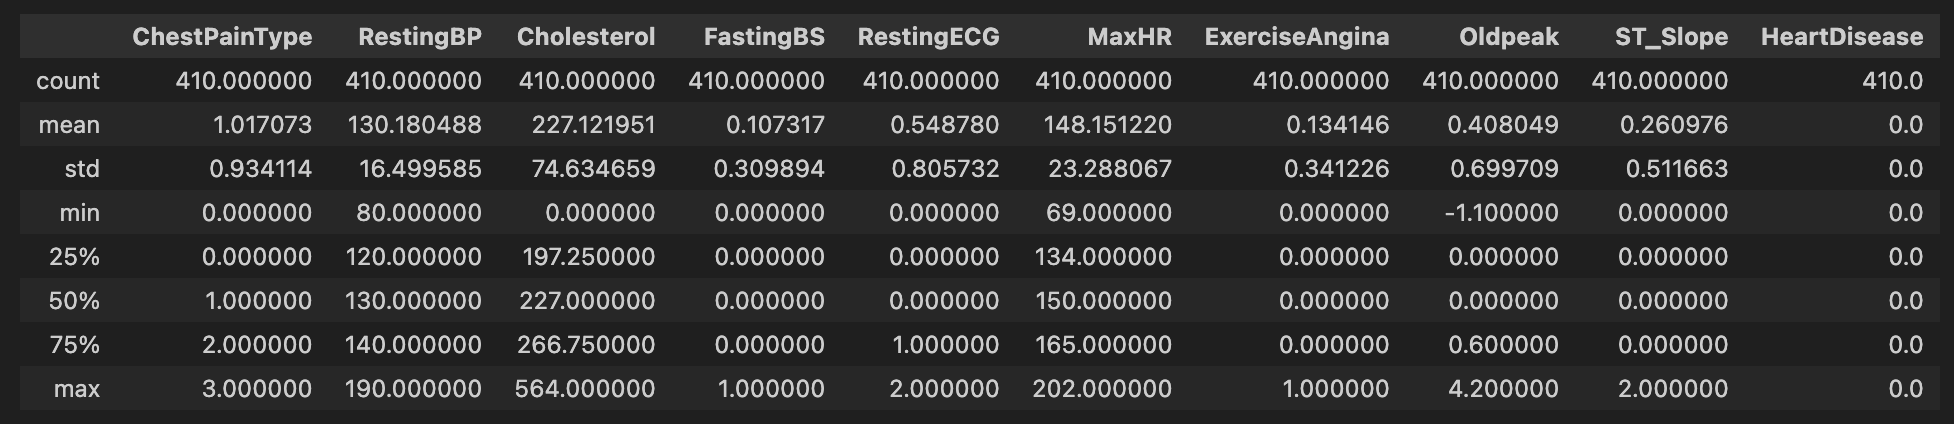 ChestPainType RestingBP Cholesterol FastingBS RestingECG MaxHR ExerciseAngina Oldpeak ST_Slope HeartDisease
count 410.000000 410.000000 410.000000 410.000000 410.000000 410.000000 410.000000 410.000000 410.000000 410.0
mean 1.017073 130.180488 227.121951 0.107317 0.548780 148.151220 0.134146 0.408049 0.260976 0.0
std 0.934114 16.499585 74.634659 0.309894 0.805732 23.288067 0.341226 0.699709 0.511663 0.0
min 0.000000 80.000000 0.000000 0.000000 0.000000 69.000000 0.000000 -1.100000 0.000000 0.0
25% 0.000000 120.000000 197.250000 0.000000 0.000000 134.000000 0.000000 0.000000 0.000000 0.0
50% 1.000000 130.000000 227.000000 0.000000 0.000000 150.000000 0.000000 0.000000 0.000000 0.0
75% 2.000000 140.000000 266.750000 0.000000 1.000000 165.000000 0.000000 0.600000 0.000000 0.0
max 3.000000 190.000000 564.000000 1.000000 2.000000 202.000000 1.000000 4.200000 2.000000 0.0